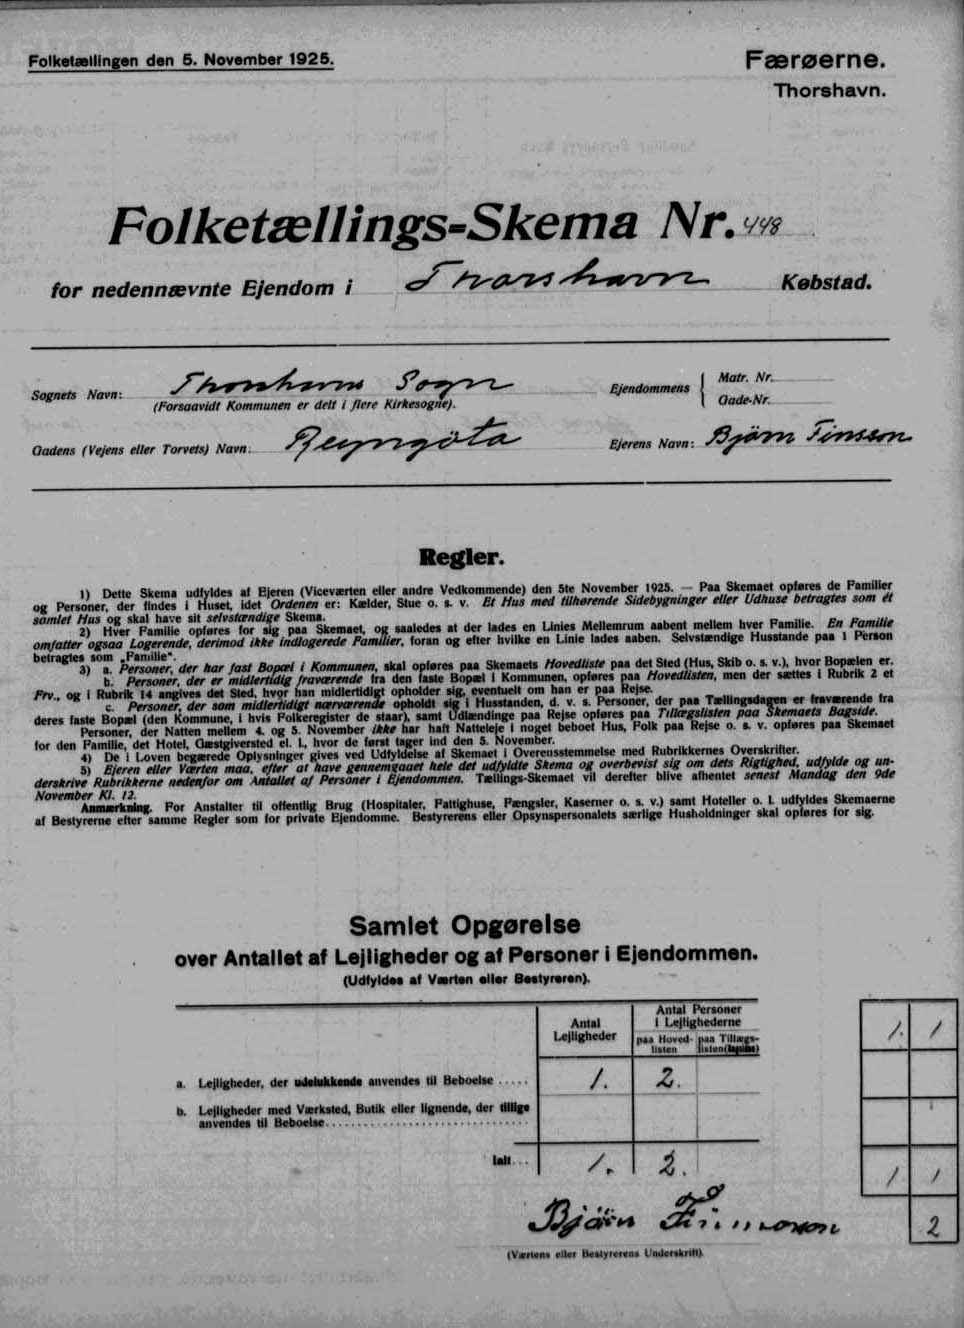 Folketællingen den 5. November 1925.
Færøerne.
Thorshavn.
Folketællings-Skema Nr. 448
for nedennævnte Ejendom i Thorshavn Købstad.
Sognets Navn: Thorshavns Sogn
(Forsaavidt Kommunen er delt i flere Kirkesogne).
Ejendommens Matr. Nr.
Gade-Nr.
Gadens (Vejens eller Torvets) Navn: Reyngöta
Ejerens Navn: Bjørn Finsson
Regler.
1) Dette Skema udfyldes af Ejeren (Viceværten eller andre Vedkommende) den 5te November 1925. — Paa Skemaet opføres de Familier
og Personer, der findes i Huset, idet Ordenen er: Kælder, Stue o. s. v. Et Hus med tilhørende Sidebygninger eller Udhuse betragtes som ét
samlet Hus og skal have sit selvstændige Skema.
2) Hver Familie opføres for sig paa Skemaet, og saaledes at der lades en Linies Mellemrum aabent mellem hver Familie. En Familie
omfatter ogsaa Logerende, derimod ikke indlogerede Familier, foran og efter hvilke en Linie lades aaben. Selvstændige Husstande paa 1 Person
betragtes som „Familie".
3) a. Personer, der har fast Bopæl i Kommunen, skal opføres paa Skemaets Hovedliste paa det Sted (Hus, Skib o. s. v.), hvor Bopælen er.
b. Personer, der er midlertidig fraværende fra den faste Bopæl i Kommunen, opføres paa Hovedlisten, men der sættes i Rubrik 2 et
Frv., og i Rubrik 14 angives det Sted, hvor han midlertidigt opholder sig, eventuelt om han er paa Rejse.
c. Personer, der som midlertidigt nærværende opholdt sig i Husstanden, d. v. s. Personer, der paa Tællingsdagen er fraværende fra
deres faste Bopæl (den Kommune, i hvis Folkeregister de staar), samt Udlændinge paa Rejse opføres paa Tillægslisten paa Skemaets Bagside.
Personer, der Natten mellem 4. og 5. November ikke har haft Natteleje i noget beboet Hus, Folk paa Rejse o. s. v. opføres paa Skemaet
for den Familie, det Hotel, Gæstgiversted el. l., hvor de først tager ind den 5. November.
4) De i Loven begærede Oplysninger gives ved Udfyldelse af Skemaet i Overensstemmelse med Rubrikkernes Overskrifter.
5) Ejeren eller Værten maa, efter at have gennemgaaet hele det udfyldte Skema og overbevist sig om dets Rigtighed, udfylde og un-
derskrive Rubrikkerne nedenfor om Antallet af Personer i Ejendommen. Tællings-Skemaet vil derefter blive afhentet senest Mandag den 9de
November Kl. 12.
Anmærkning. For Anstalter til offentlig Brug (Hospitaler, Fattighuse, Fængsler, Kaserner o. s. v.) samt Hoteller o. l. udfyldes Skemaerne
af Bestyrerne efter samme Regler som for private Ejendomme. Bestyrerens eller Opsynspersonalets særlige Husholdninger skal opføres for sig.
Samlet Opgørelse
over Antallet af Lejligheder og af Personer i Ejendommen.
(Udfyldes af Værten eller Bestyreren).
Antal
Lejligheder
Antal Personer
i Lejlighederne
paa Hoved-
listen
paa Tillægs-
listen
1. 1
a. Lejligheder, der udelukkende anvendes til Beboelse ..... 1. 2.
b. Lejligheder med Værksted, Butik eller lignende, der tillige
anvendes til Beboelse
Ialt... 1. 2.
1 1
2
Bjørn Finnsson
(Værtens eller Bestyrerens Underskrift)